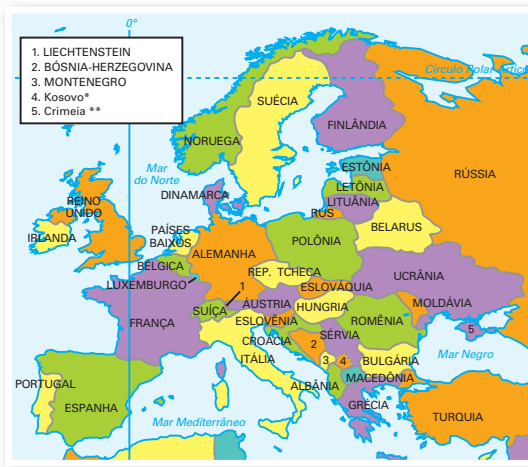 0°
1. LIECHTENSTEIN
2. BÓSNIA-HERZEGOVINA
3. MONTENEGRO
4. Kosovo*
5. Crimeia **
Círculo Polar Ártico
SUÉCIA
FINLÂNDIA
NORUEGA
Mar
do Norte
ESTÔNIA
RÚSSIA
DINAMARCA
LETÔNIA
LITUÂNIA
REINO
UNIDO
RUS
BELARUS
IRLANDA
PAÍSES
BAIXOS
POLÔNIA
ALEMANHA
BÉLGICA
REP. TCHECA
UCRÂNIA
LUXEMBURGO
1
ESLOVÁQUIA
ÁUSTRIA
HUNGRIA
MOLDÁVIA
SUÍÇA
FRANÇA
ESLOVÊNIA
ROMÊNIA
5
CROÁCIA
SÉRVIA
2
ITÁLIA
3
4
BULGÁRIA
Mar Negro
PORTUGAL
ALBÂNIA
MACEDÔNIA
ESPANHA
GRÉCIA
TURQUIA
Mar Mediterrâneo